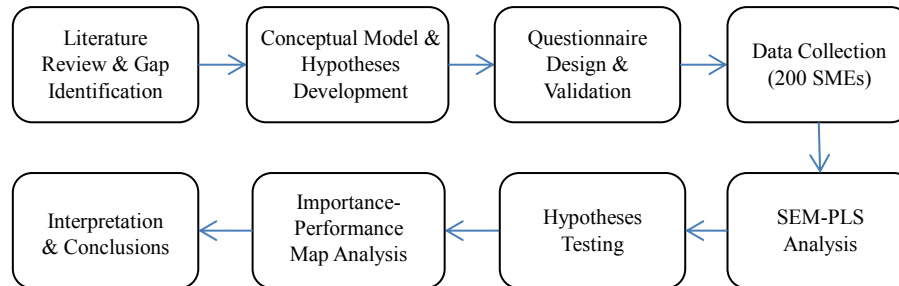 Literature
Review & Gap
Identification
Conceptual Model &
Hypotheses
Development
Questionnaire
Design &
Validation
Data Collection
(200 SMEs)
SEM-PLS
Analysis
Hypotheses
Testing
Importance-
Performance
Map Analysis
Interpretation
& Conclusions